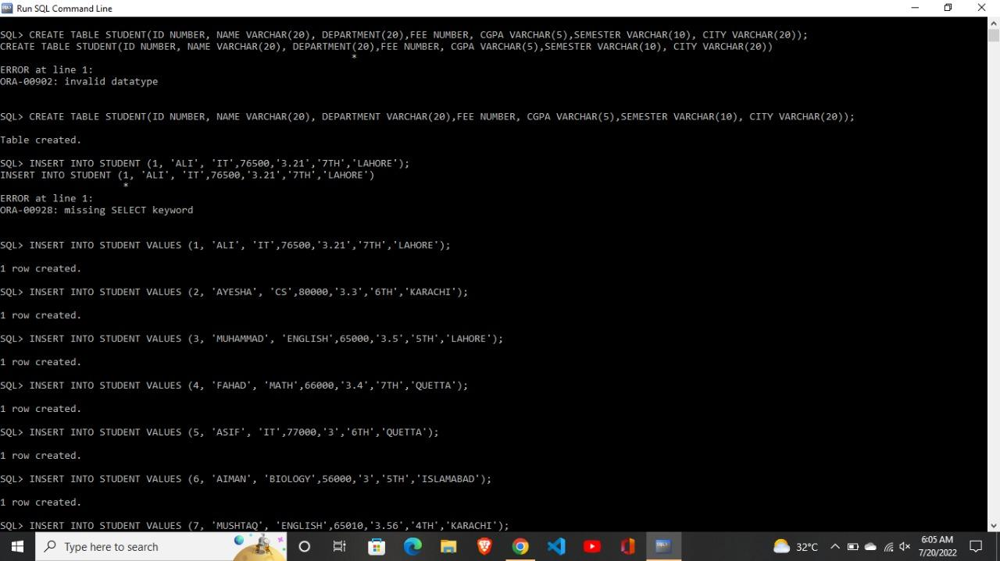 Run SQL Command Line
SQL> CREATE TABLE STUDENT(ID NUMBER, NAME VARCHAR(20), DEPARTMENT(20),FEE NUMBER, CGPA VARCHAR(5),SEMESTER VARCHAR(10), CITY VARCHAR(20));
CREATE TABLE STUDENT(ID NUMBER, NAME VARCHAR(20), DEPARTMENT(20),FEE NUMBER, CGPA VARCHAR(5),SEMESTER VARCHAR(10), CITY VARCHAR(20))
*
ERROR at line 1:
ORA-00902: invalid datatype
SQL> CREATE TABLE STUDENT(ID NUMBER, NAME VARCHAR(20), DEPARTMENT VARCHAR(20),FEE NUMBER, CGPA VARCHAR(5),SEMESTER VARCHAR(10), CITY VARCHAR(20));
Table created.
SQL> INSERT INTO STUDENT (1, 'ALI', 'IT',76500,'3.21','7TH','LAHORE');
INSERT INTO STUDENT (1, 'ALI', 'IT',76500,'3.21','7TH','LAHORE')
*
ERROR at line 1:
ORA-00928: missing SELECT keyword
SQL> INSERT INTO STUDENT VALUES (1, 'ALI', 'IT',76500,'3.21','7TH','LAHORE');
1 row created.
SQL> INSERT INTO STUDENT VALUES (2, 'AYESHA', 'CS',80000,'3.3','6TH','KARACHI');
1 row created.
SQL> INSERT INTO STUDENT VALUES (3, 'MUHAMMAD', 'ENGLISH',65000,'3.5','5TH','LAHORE');
1 row created.
SQL> INSERT INTO STUDENT VALUES (4, 'FAHAD', 'MATH',66000,'3.4','7TH','QUETTA');
1 row created.
SQL> INSERT INTO STUDENT VALUES (5, 'ASIF', 'IT',77000,'3','6TH','QUETTA');
1 row created.
SQL> INSERT INTO STUDENT VALUES (6, 'AIMAN', 'BIOLOGY',56000,'3','5TH','ISLAMABAD');
1 row created.
SQL> INSERT INTO STUDENT VALUES (7, 'MUSHTAQ', 'ENGLISH',65010,'3.56','4TH','KARACHI');
Type here to search
32°C
6:05 AM
7/20/2022